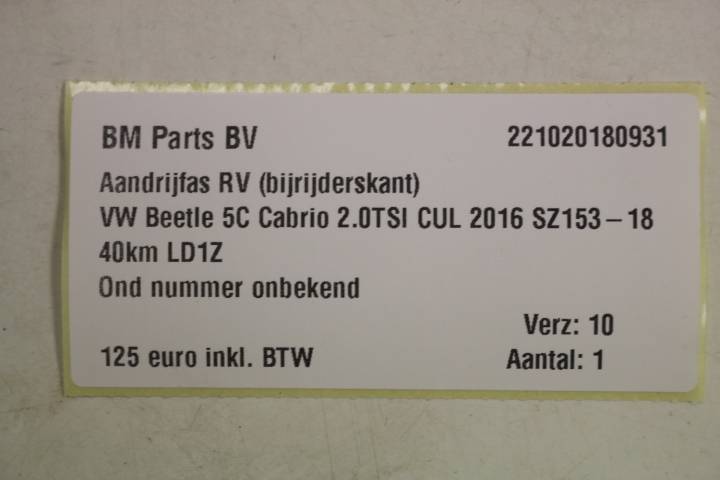 BM Parts BV 221020180931
Aandrijfas RV (bijrijderskant)
VW Beetle 5C Cabrio 2.0TSI CUL 2016 SZ153-18
40km LD1Z
Ond nummer onbekend
Verz: 10
125 euro inkl. BTW Aantal: 1